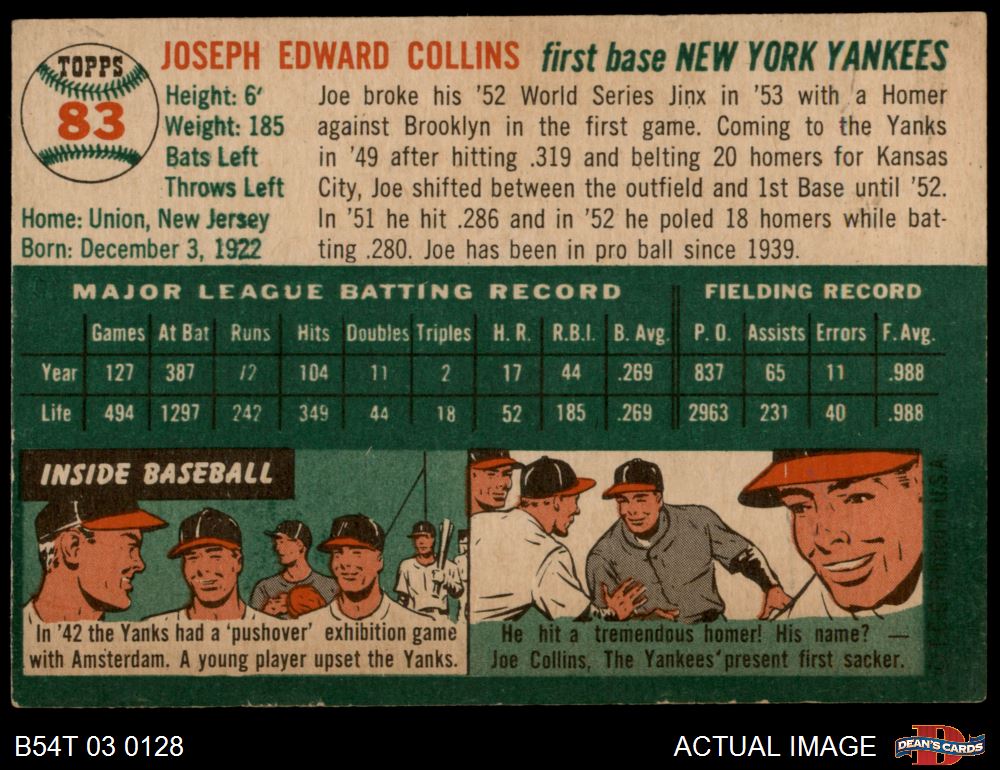 TOPPS
83
JOSEPH EDWARD COLLINS first base NEW YORK YANKEES
Height: 6'
Weight: 185
Bats Left
Throws Left
Home: Union, New Jersey
Born: December 3, 1922
Joe broke his '52 World Series Jinx in '53 with a Homer
against Brooklyn in the first game. Coming to the Yanks
in '49 after hitting .319 and belting 20 homers for Kansas
City, Joe shifted between the outfield and 1st Base until '52.
In '51 he hit .286 and in '52 he poled 18 homers while bat-
ting .280. Joe has been in pro ball since 1939.
MAJOR LEAGUE BATTING RECORD FIELDING RECORD
Games At Bat Runs Hits Doubles Triples H. R. R.B.I. B. Avg. P. O. Assists Errors F. Avg.
Year 127 387 72 104 11 2 17 44 .269 837 65 11 .988
Life 494 1297 242 349 44 18 52 185 .269 2963 231 40 .988
INSIDE BASEBALL
In '42 the Yanks had a 'pushover' exhibition game
with Amsterdam. A young player upset the Yanks.
He hit a tremendous homer! His name? —
Joe Collins, The Yankees' present first sacker.
B54T 03 0128
ACTUAL IMAGE
DEAN'S CARDS